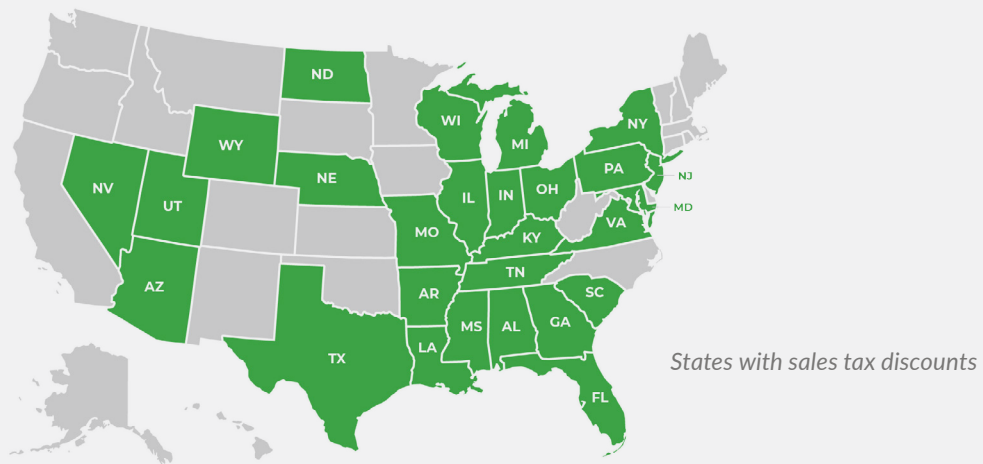 ND
WI
MI
NY
WY
PA
NJ
NE
NV
IL
IN
OH
UT
MD
VA
MO
KY
TN
AZ
AR
SC
MS
AL
GA
LA
TX
States with sales tax discounts
FL